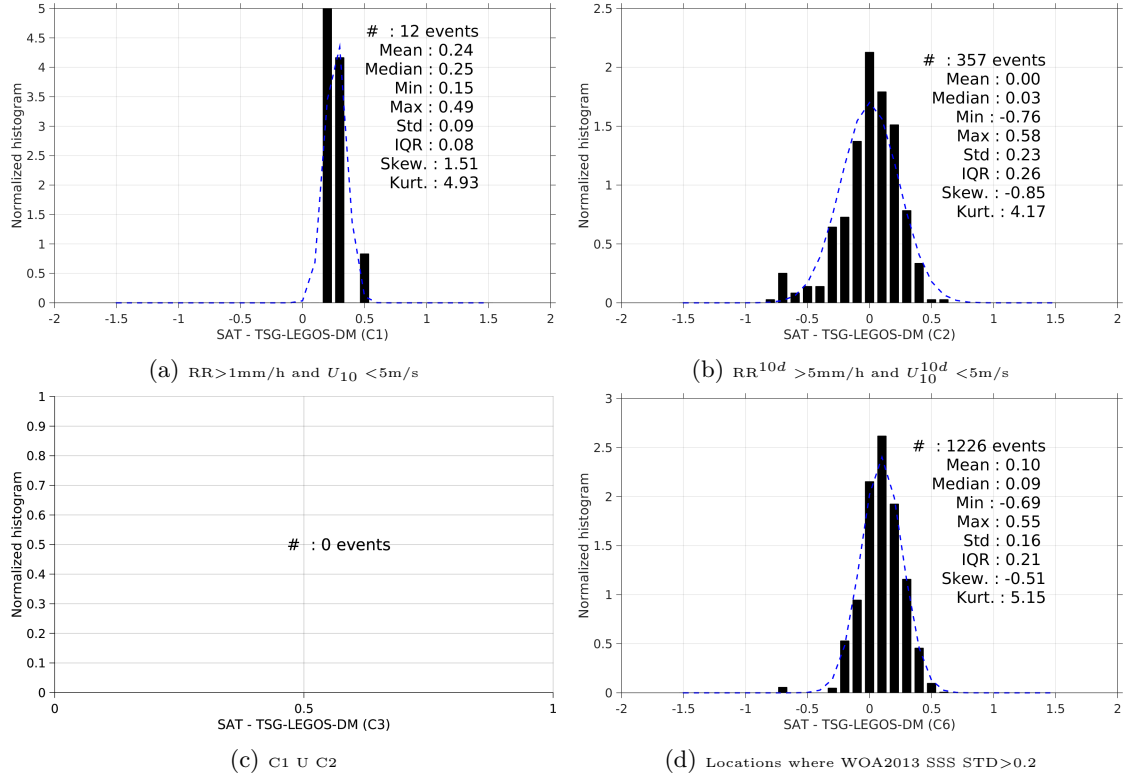 5
4.5
4
3.5
3
2.5
2
1.5
1
0.5
0
Normalized histogram
# : 12 events
Mean : 0.24
Median : 0.25
Min : 0.15
Max : 0.49
Std : 0.09
IQR : 0.08
Skew. : 1.51
Kurt. : 4.93
-2 -1.5 -1 -0.5 0 0.5 1 1.5 2
SAT - TSG-LEGOS-DM (C1)
(a) RR>1mm/h and U10 <5m/s
2.5
2
1.5
1
0.5
0
Normalized histogram
# : 357 events
Mean : 0.00
Median : 0.03
Min : -0.76
Max : 0.58
Std : 0.23
IQR : 0.26
Skew. : -0.85
Kurt. : 4.17
-2 -1.5 -1 -0.5 0 0.5 1 1.5 2
SAT - TSG-LEGOS-DM (C2)
(b) RR10d >5mm/h and U10 10d <5m/s
1
0.9
0.8
0.7
0.6
0.5
0.4
0.3
0.2
0.1
0
Normalized histogram
# : 0 events
0 0.5 1
SAT - TSG-LEGOS-DM (C3)
(c) C1 U C2
3
2.5
2
1.5
1
0.5
0
Normalized histogram
# : 1226 events
Mean : 0.10
Median : 0.09
Min : -0.69
Max : 0.55
Std : 0.16
IQR : 0.21
Skew. : -0.51
Kurt. : 5.15
-2 -1.5 -1 -0.5 0 0.5 1 1.5 2
SAT - TSG-LEGOS-DM (C6)
(d) Locations where WOA2013 SSS STD>0.2